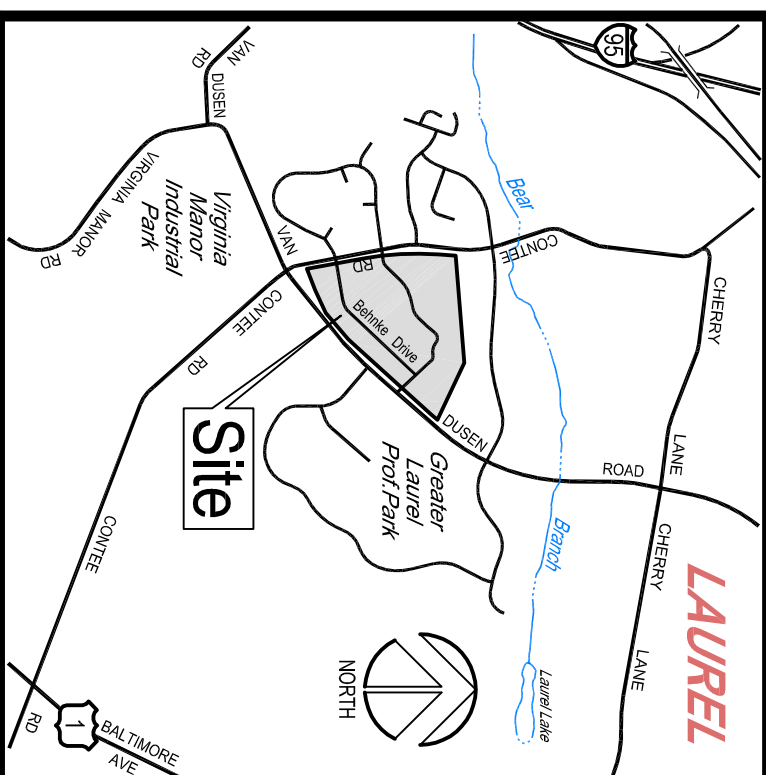 95
VAN
DUSEN
RD
VIRGINIA MANOR
RD
Virginia
Manor
Industrial
Park
Bear
Branch
Laurel Lake
CONTEE
RD
VAN
DUSEN
ROAD
CHERRY
LANE
CHERRY
LANE
Behnke Drive
CONTEE
RD
CONTEE
RD
Site
Greater
Laurel
Prof.Park
LAUREL
NORTH
1
BALTIMORE
AVE